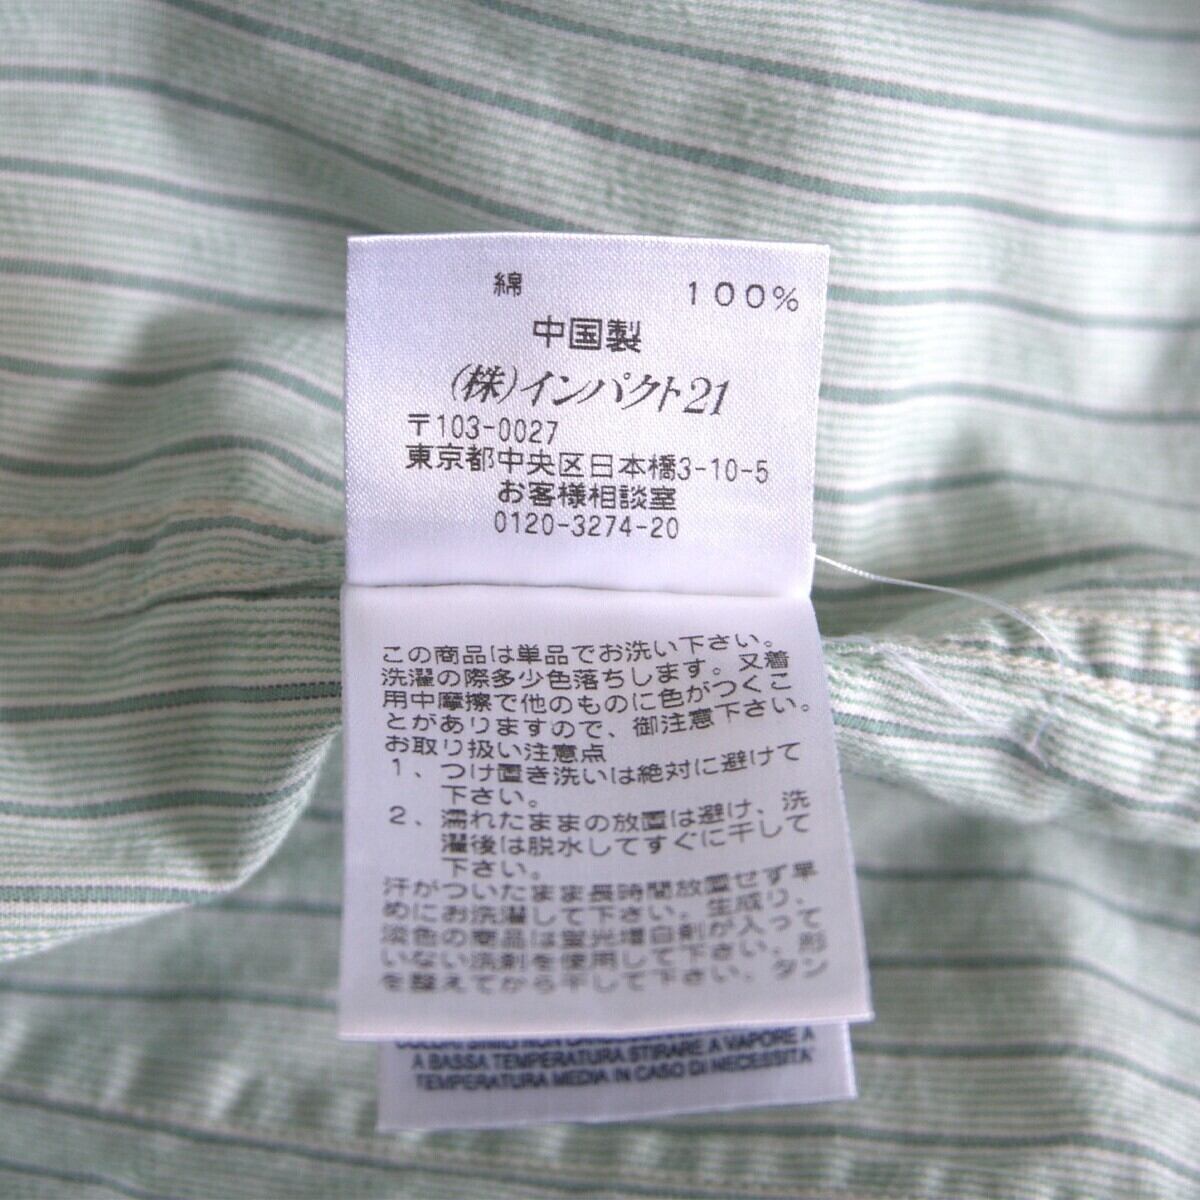 綿 100%
中国製
(株)インパクト21
〒103-0027
東京都中央区日本橋3-10-5
お客様相談室
0120-3274-20
この商品は単品でお洗い下さい。
洗濯の際多少色落ちします。又着
用中摩擦で他のものに色がつくこ
とがありますので、御注意下さい。
お取り扱い注意点
1、つけ置き洗いは絶対に避けて
下さい。
2、濡れたままの放置は避け、洗
濯後は脱水してすぐに干して
下さい。
汗がついたまま長時間放置せず早
めにお洗濯して下さい。生成り、
淡色の商品は蛍光増白剤が入って
いない洗剤を使用して下さい。形
を整えてから干して下さい。タン
A BASSA TEMPERATURA STIRARE A VAPORE A
TEMPERATURA MEDIA IN CASO DI NECESSITA'